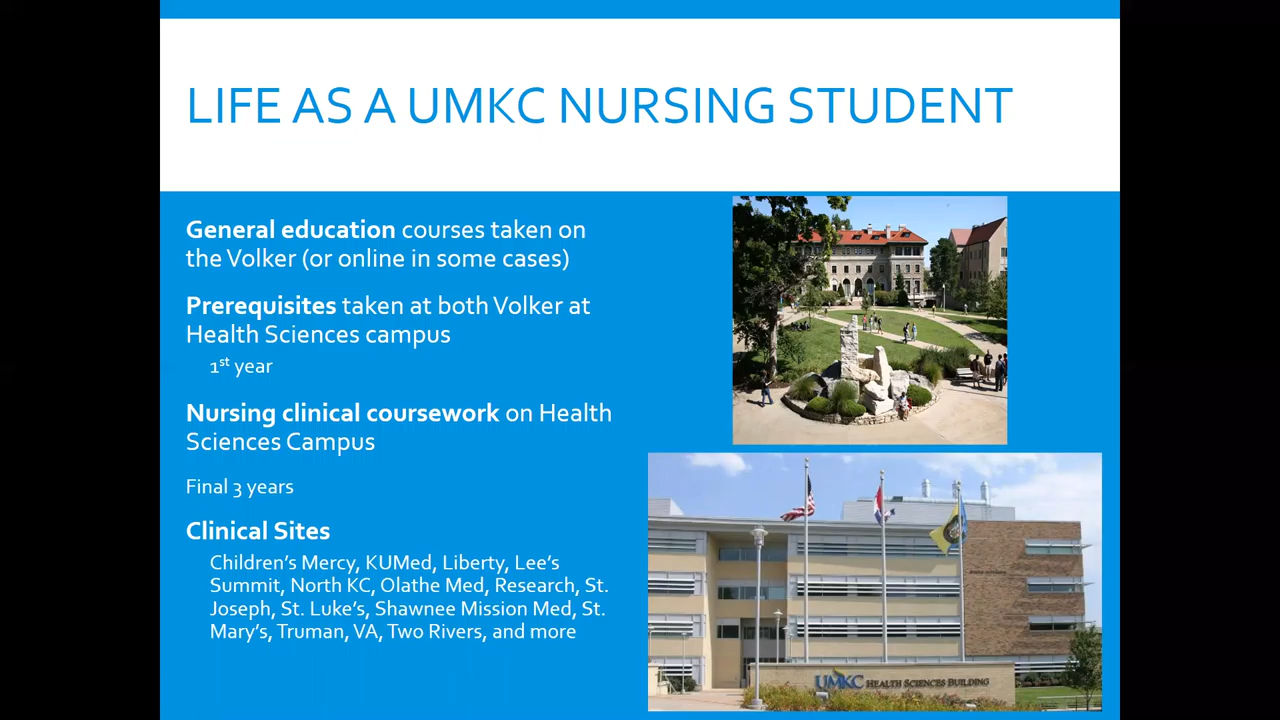 LIFE AS A UMKC NURSING STUDENT
General education courses taken on
the Volker (or online in some cases)
Prerequisites taken at both Volker at
Health Sciences campus
1st year
Nursing clinical coursework on Health
Sciences Campus
Final 3 years
Clinical Sites
Children's Mercy, KUMed, Liberty, Lee's
Summit, North KC, Olathe Med, Research, St.
Joseph, St. Luke's, Shawnee Mission Med, St.
Mary's, Truman, VA, Two Rivers, and more
UMKC HEALTH SCIENCES BUILDING